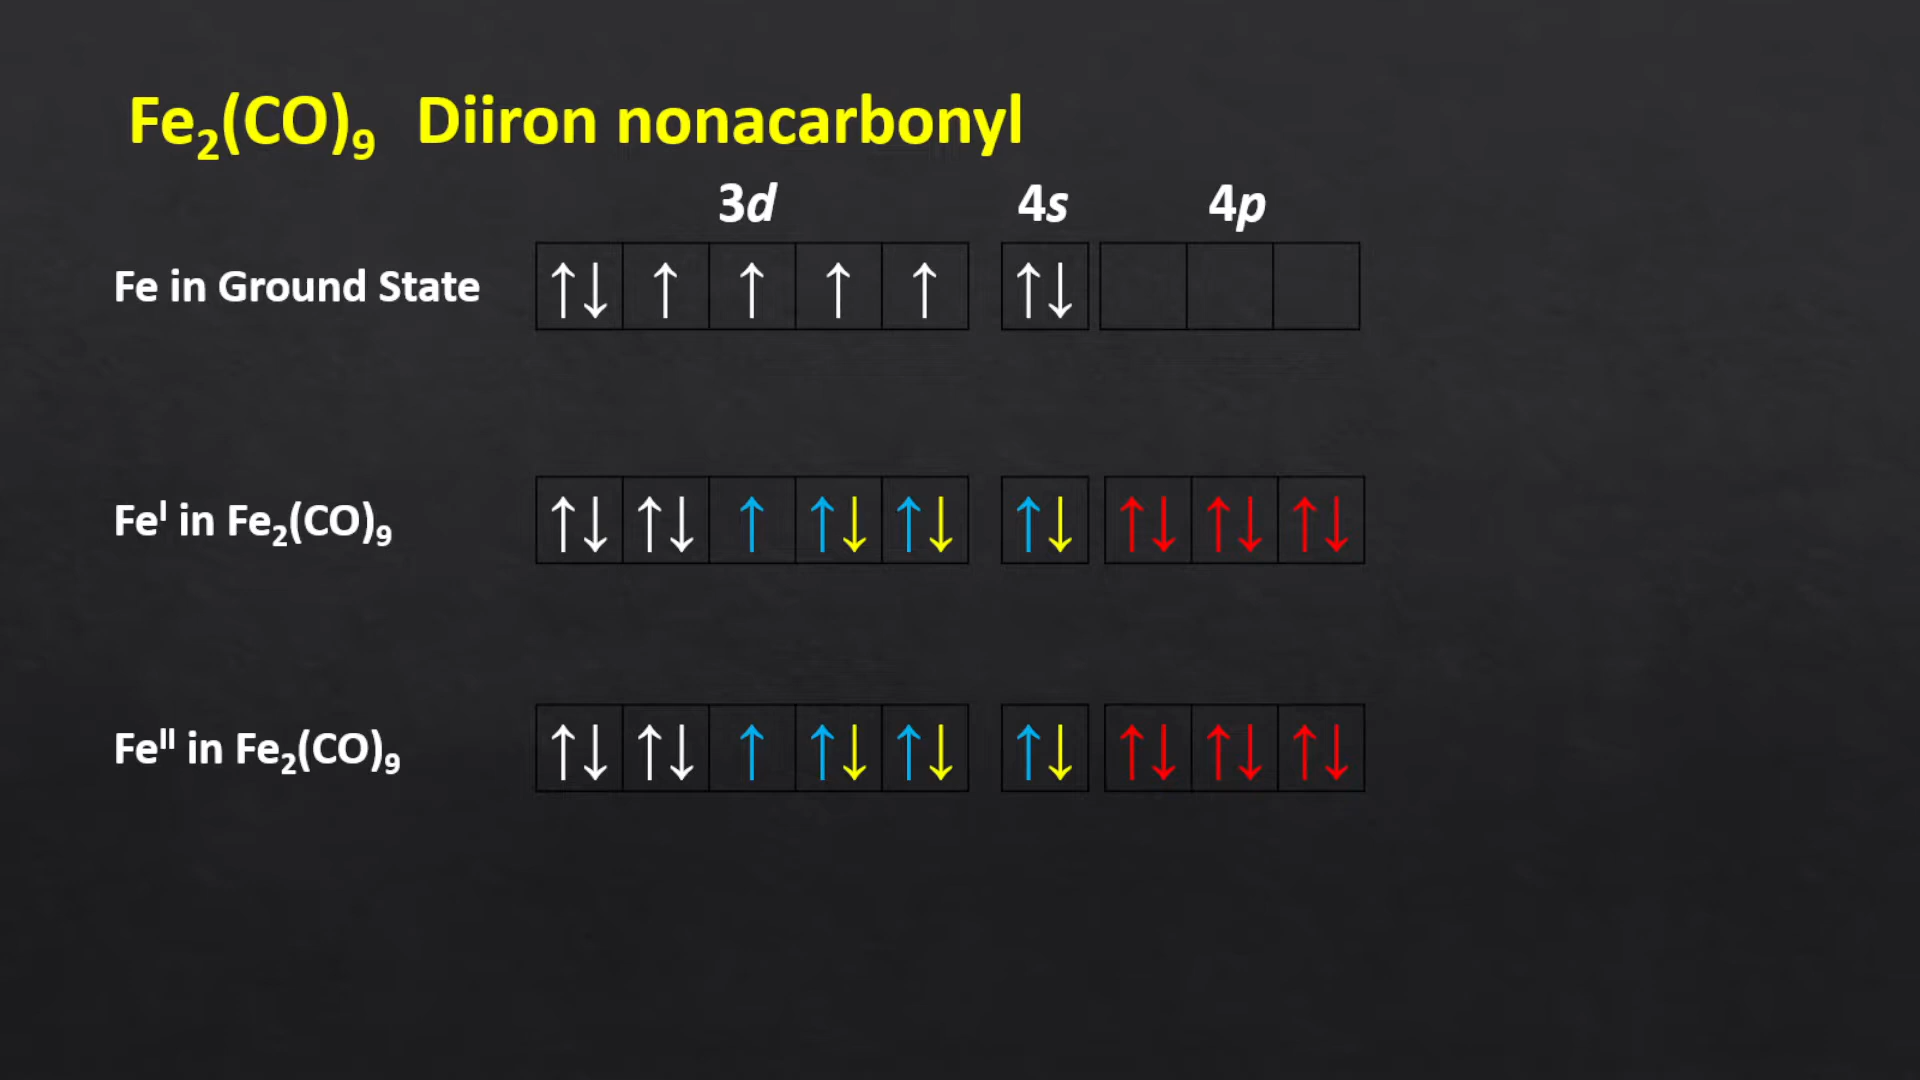 Fe₂(CO)₉ Diiron nonacarbonyl
3d 4s 4p
Fe in Ground State ↑↓ ↑ ↑ ↑ ↑ ↑↓
Feᴵ in Fe₂(CO)₉ ↑↓ ↑↓ ↑ ↑↓ ↑↓ ↑↓ ↑↓ ↑↓ ↑↓
Feᴵᴵ in Fe₂(CO)₉ ↑↓ ↑↓ ↑ ↑↓ ↑↓ ↑↓ ↑↓ ↑↓ ↑↓